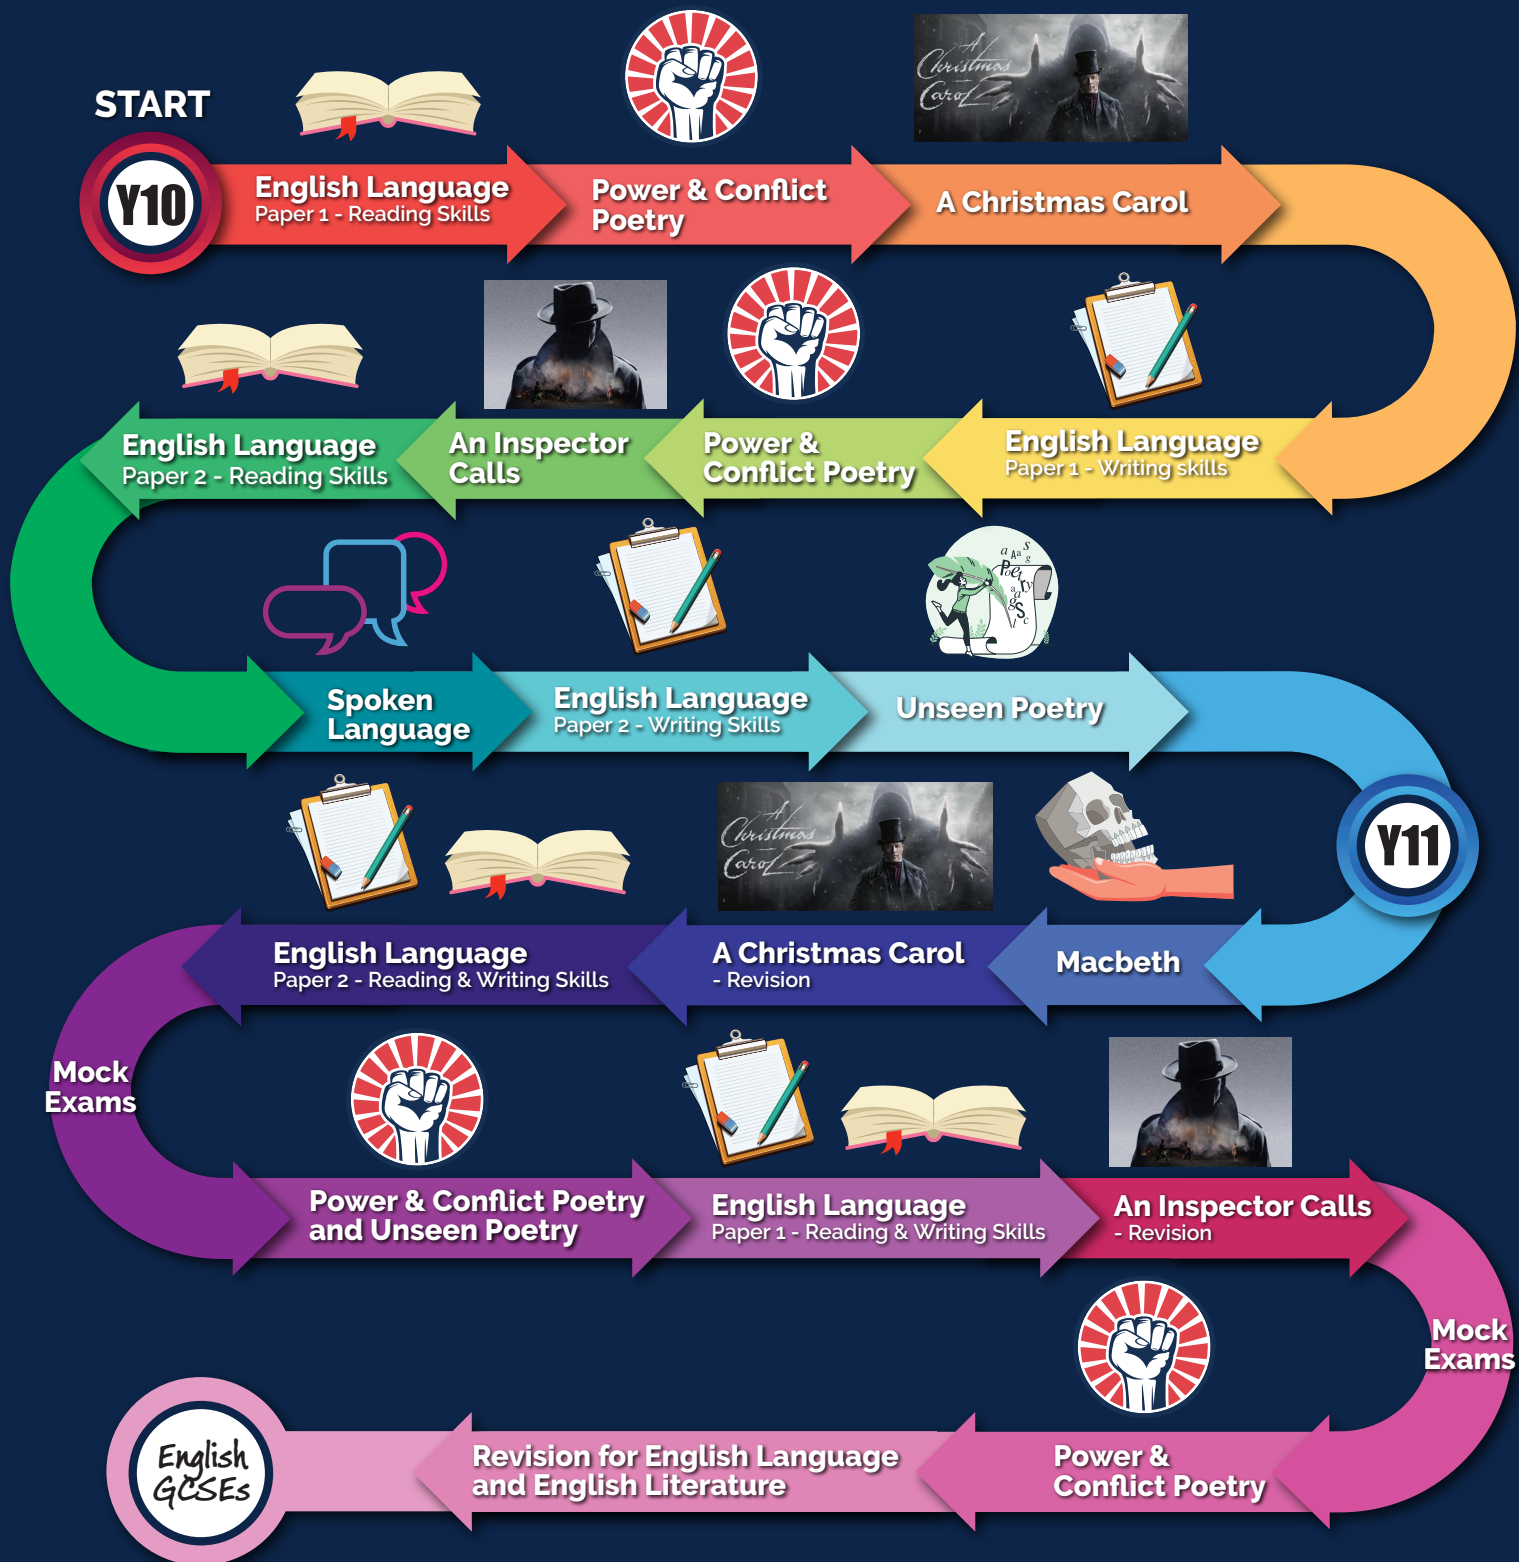 START
Y10
English Language
Paper 1 - Reading Skills
Power & Conflict
Poetry
A
Christmas
Carol
A Christmas Carol
English Language
Paper 1 - Writing skills
Power &
Conflict Poetry
An Inspector
Calls
English Language
Paper 2 - Reading Skills
Spoken
Language
English Language
Paper 2 - Writing Skills
Poetry
Unseen Poetry
Y11
Macbeth
A
Christmas
Carol
A Christmas Carol
- Revision
English Language
Paper 2 - Reading & Writing Skills
Mock
Exams
Power & Conflict Poetry
and Unseen Poetry
English Language
Paper 1 - Reading & Writing Skills
An Inspector Calls
- Revision
Mock
Exams
Power &
Conflict Poetry
Revision for English Language
and English Literature
English
GCSEs